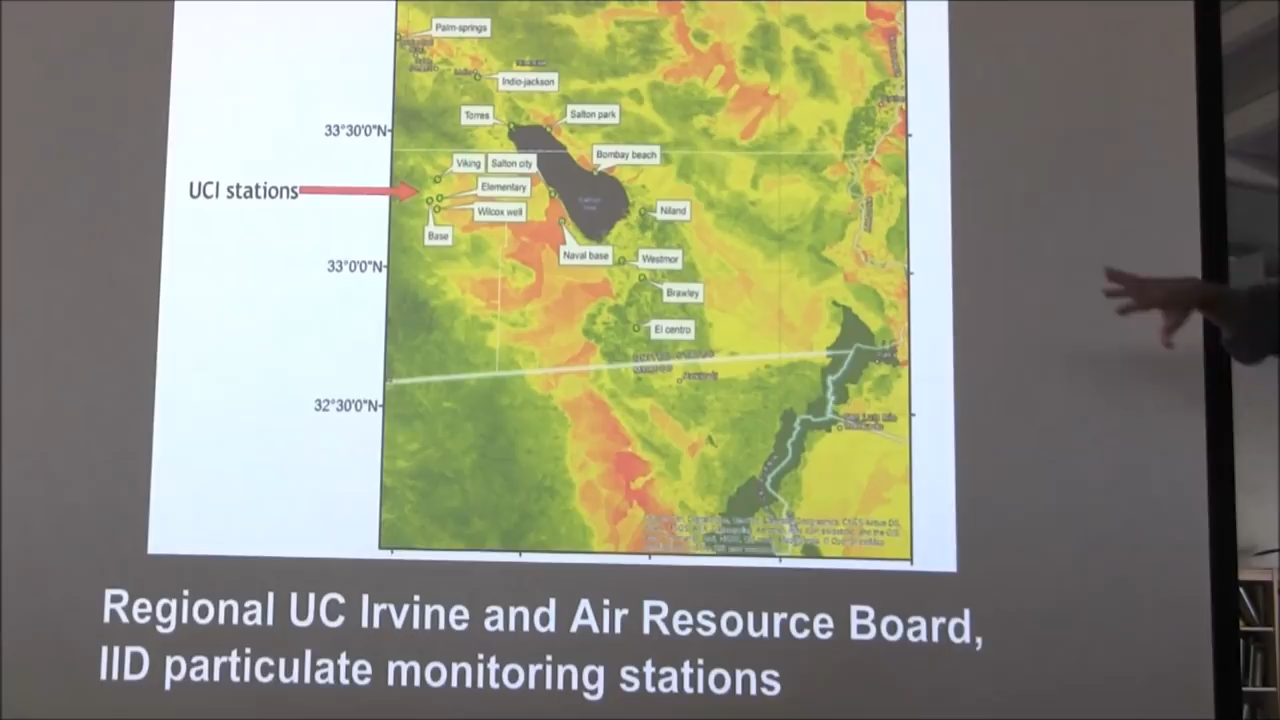 Palm-springs
Indio-jackson
Torres
Salton park
33°30'0"N
Bombay beach
Viking
Salton city
UCI stations
Elementary
Wilcox well
Niland
Base
Naval base
Westmor
33°0'0"N
Brawley
El centro
32°30'0"N
Regional UC Irvine and Air Resource Board,
IID particulate monitoring stations